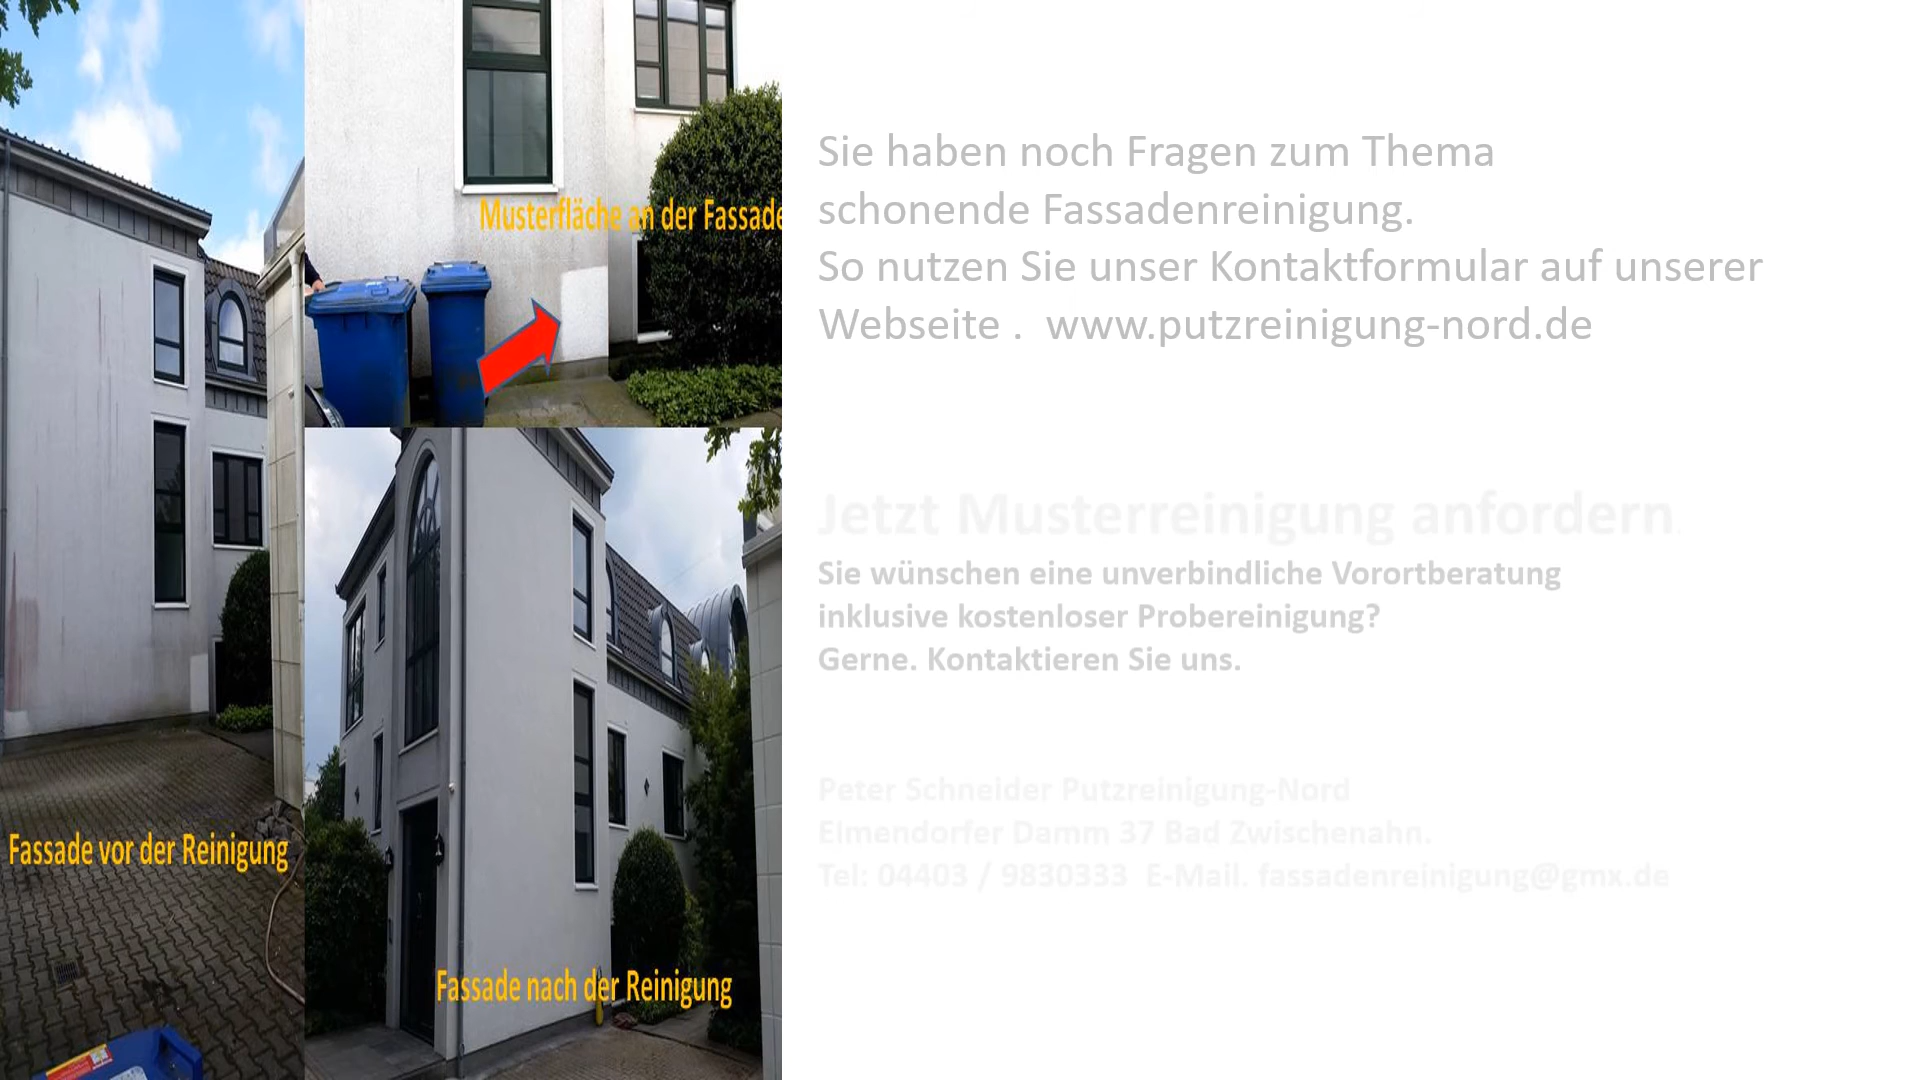 Musterfläche an der Fassade
Fassade vor der Reinigung
Fassade nach der Reinigung
Sie haben noch Fragen zum Thema
schonende Fassadenreinigung.
So nutzen Sie unser Kontaktformular auf unserer
Webseite .  www.putzreinigung-nord.de
Jetzt Musterreinigung anfordern.
Sie wünschen eine unverbindliche Vorortberatung
inklusive kostenloser Probereinigung?
Gerne. Kontaktieren Sie uns.
Peter Schneider Putzreinigung-Nord
Elmendorfer Damm 37 Bad Zwischenahn.
Tel: 04403 / 9830333  E-Mail. fassadenreinigung@gmx.de